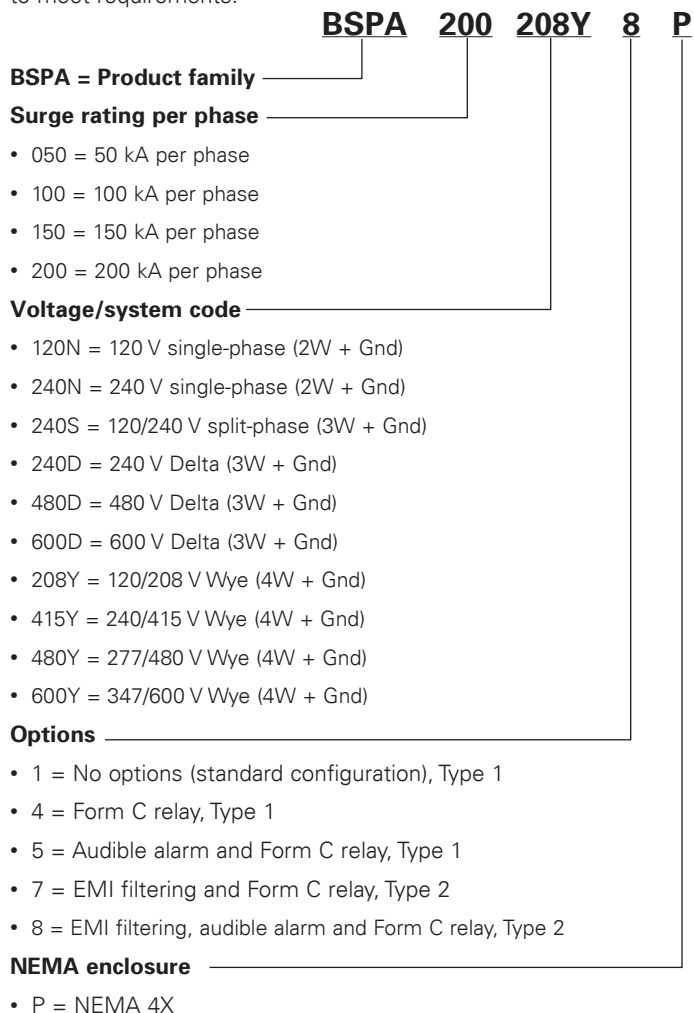 to meet requirements.
BSPA 200 208Y 8 P
BSPA = Product family
Surge rating per phase
• 050 = 50 kA per phase
• 100 = 100 kA per phase
• 150 = 150 kA per phase
• 200 = 200 kA per phase
Voltage/system code
• 120N = 120 V single-phase (2W + Gnd)
• 240N = 240 V single-phase (2W + Gnd)
• 240S = 120/240 V split-phase (3W + Gnd)
• 240D = 240 V Delta (3W + Gnd)
• 480D = 480 V Delta (3W + Gnd)
• 600D = 600 V Delta (3W + Gnd)
• 208Y = 120/208 V Wye (4W + Gnd)
• 415Y = 240/415 V Wye (4W + Gnd)
• 480Y = 277/480 V Wye (4W + Gnd)
• 600Y = 347/600 V Wye (4W + Gnd)
Options
• 1 = No options (standard configuration), Type 1
• 4 = Form C relay, Type 1
• 5 = Audible alarm and Form C relay, Type 1
• 7 = EMI filtering and Form C relay, Type 2
• 8 = EMI filtering, audible alarm and Form C relay, Type 2
NEMA enclosure
• P = NEMA 4X